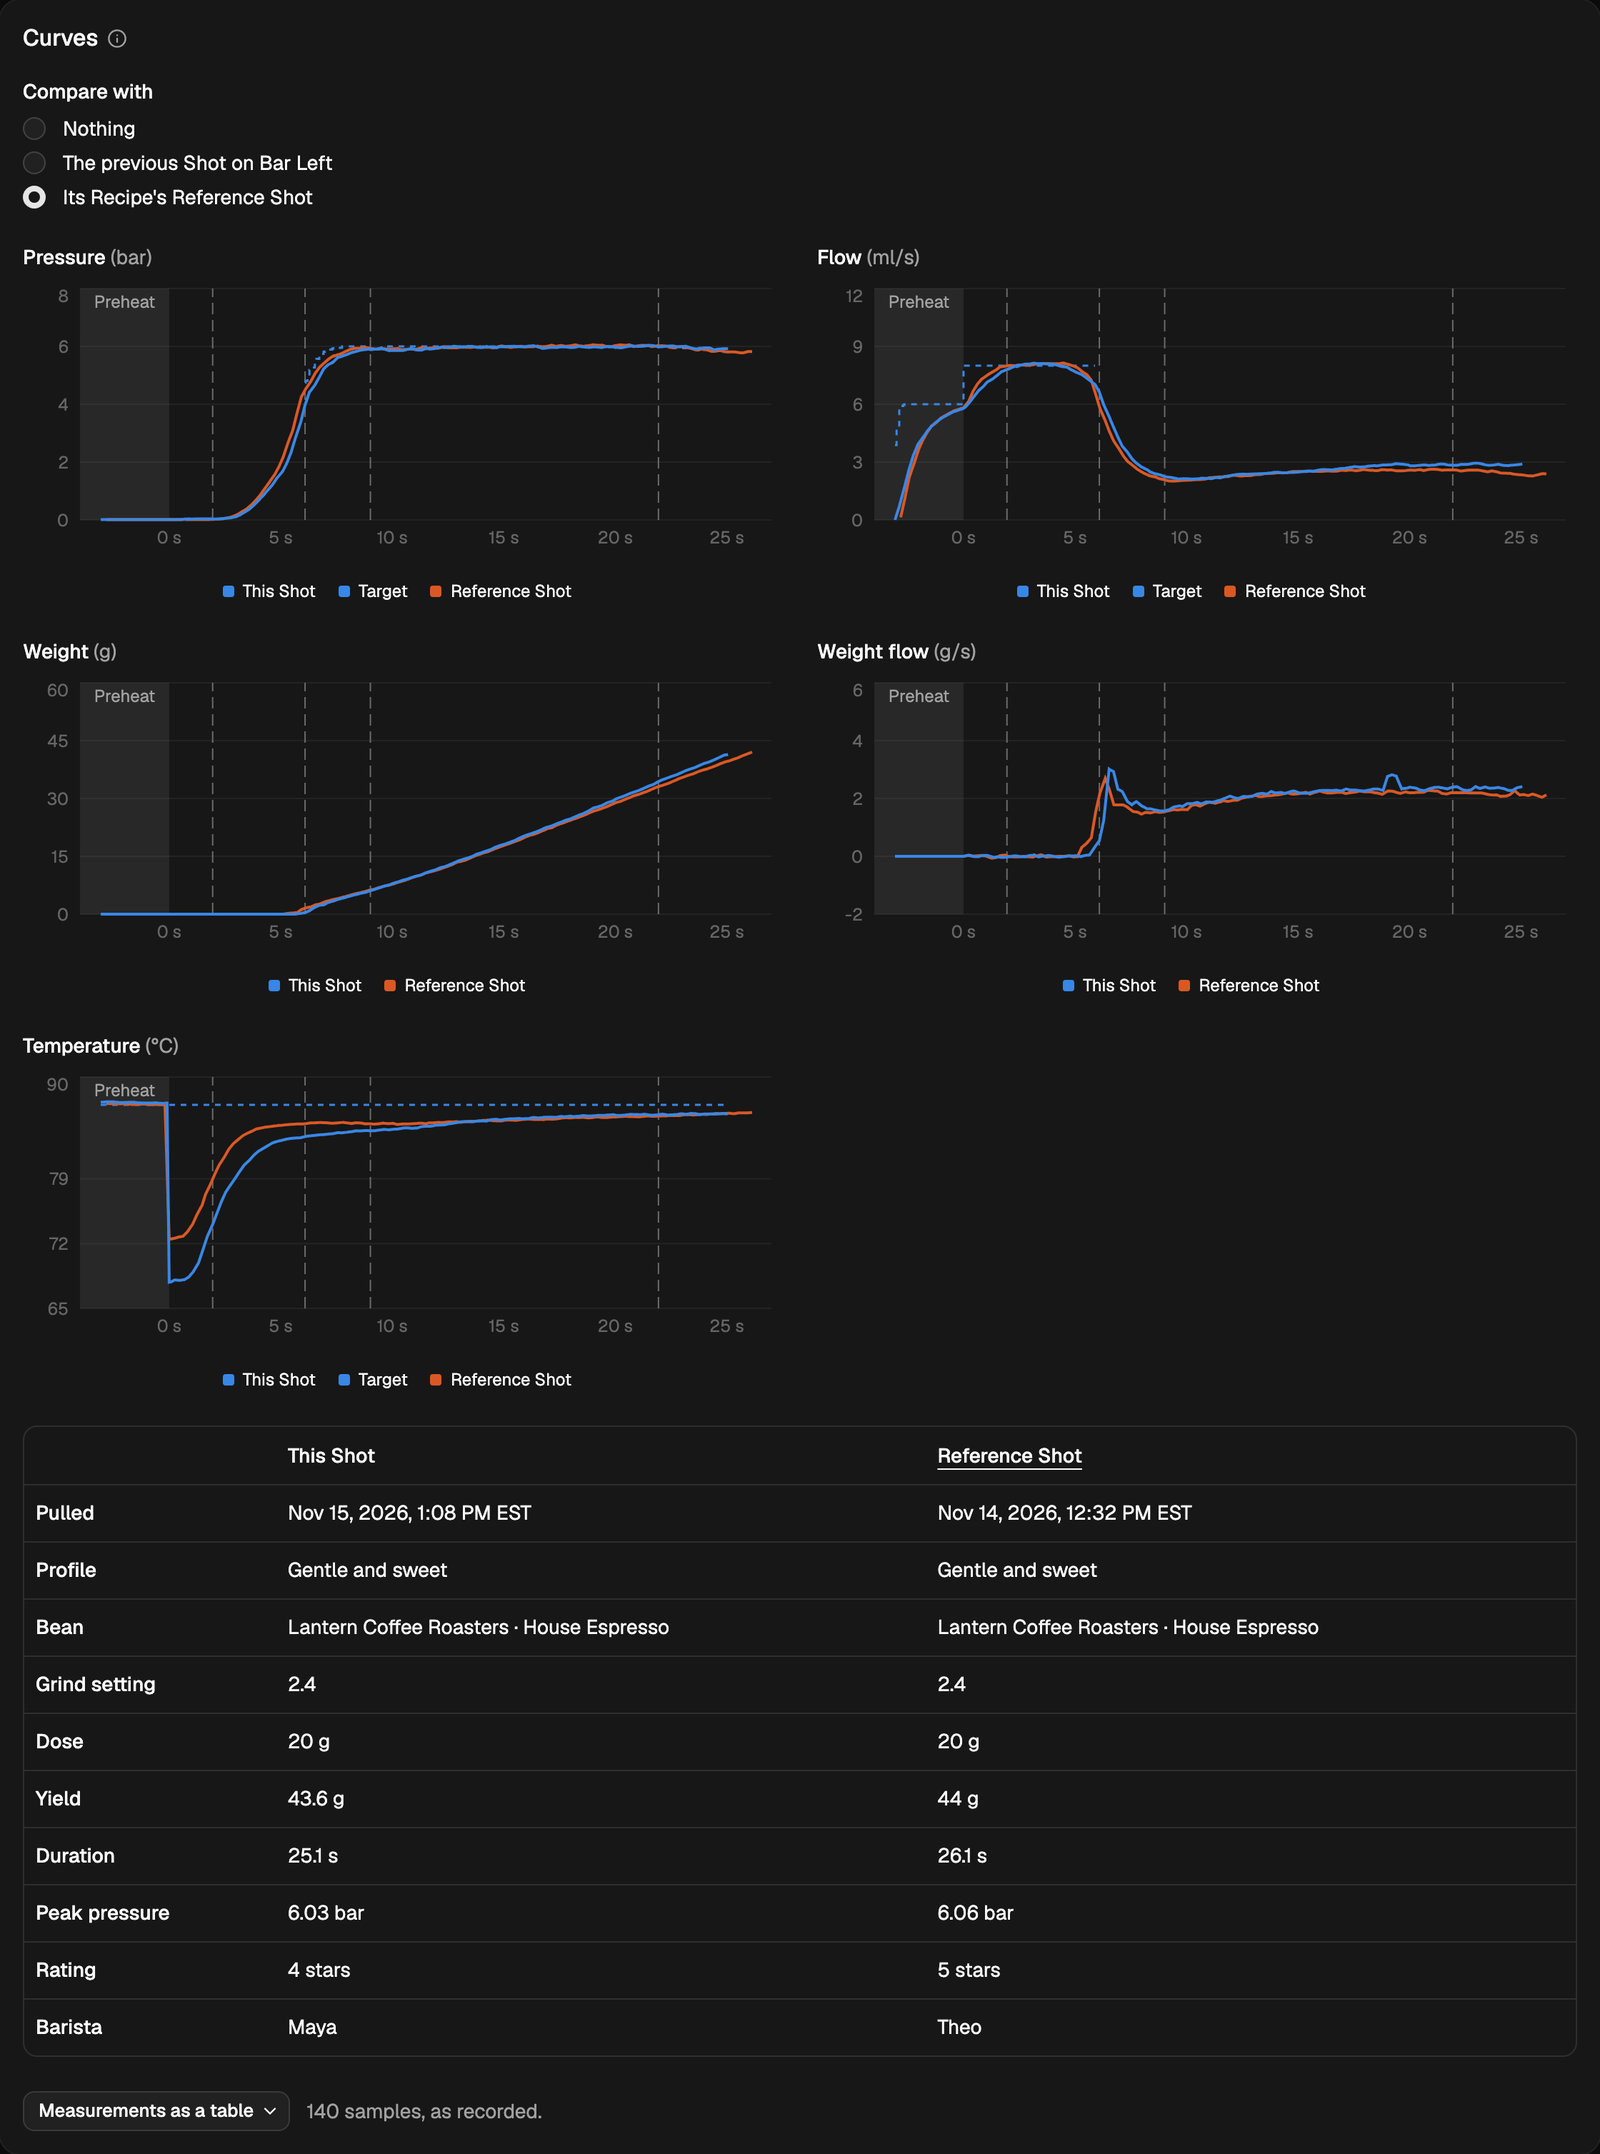 Curves
Compare with
Nothing
The previous Shot on Bar Left
Its Recipe's Reference Shot
Pressure (bar)
Preheat
8
6
4
2
0
0 s 5 s 10 s 15 s 20 s 25 s
This Shot Target Reference Shot
Flow (ml/s)
Preheat
12
9
6
3
0
0 s 5 s 10 s 15 s 20 s 25 s
This Shot Target Reference Shot
Weight (g)
Preheat
60
45
30
15
0
0 s 5 s 10 s 15 s 20 s 25 s
This Shot Reference Shot
Weight flow (g/s)
Preheat
6
4
2
0
-2
0 s 5 s 10 s 15 s 20 s 25 s
This Shot Reference Shot
Temperature (°C)
Preheat
90
79
72
65
0 s 5 s 10 s 15 s 20 s 25 s
This Shot Target Reference Shot
This Shot Reference Shot
Pulled Nov 15, 2026, 1:08 PM EST Nov 14, 2026, 12:32 PM EST
Profile Gentle and sweet Gentle and sweet
Bean Lantern Coffee Roasters · House Espresso Lantern Coffee Roasters · House Espresso
Grind setting 2.4 2.4
Dose 20 g 20 g
Yield 43.6 g 44 g
Duration 25.1 s 26.1 s
Peak pressure 6.03 bar 6.06 bar
Rating 4 stars 5 stars
Barista Maya Theo
Measurements as a table 140 samples, as recorded.